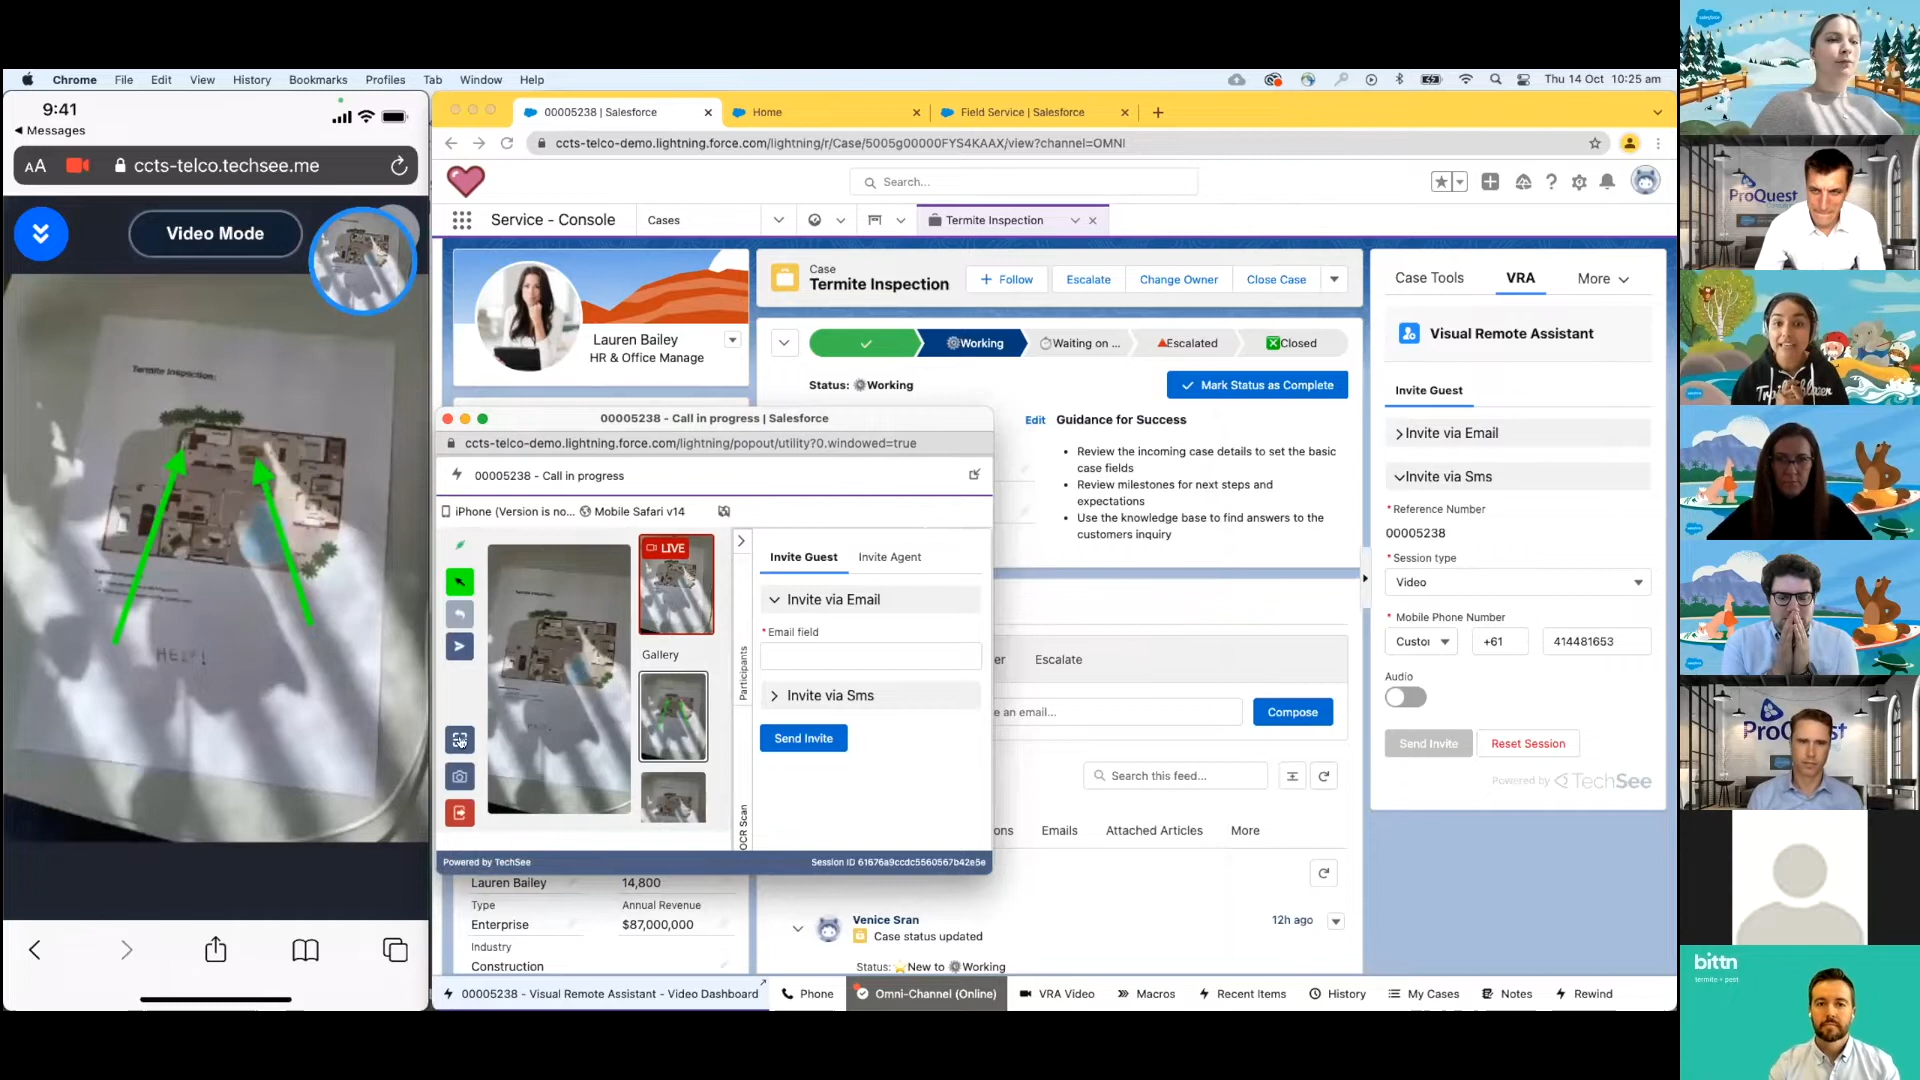 Chrome File Edit View History Bookmarks Profiles Tab Window Help
Thu 14 Oct 10:25 am
9:41
Messages
AA ccts-telco.techsee.me
Video Mode
Termite Inspection:
HELP!
00005238 | Salesforce
Home
Field Service | Salesforce
ccts-telco-demo.lightning.force.com/lightning/r/Case/5005g00000FYS4KAAX/view?channel=OMNI
Search...
Service - Console
Cases
Termite Inspection
Lauren Bailey
HR & Office Manage
Case
Termite Inspection
Follow
Escalate
Change Owner
Close Case
Working
Waiting on ...
Escalated
Closed
Status: Working
Mark Status as Complete
Edit
Guidance for Success
Review the incoming case details to set the basic
case fields
Review milestones for next steps and
expectations
Use the knowledge base to find answers to the
customers inquiry
00005238 - Call in progress | Salesforce
ccts-telco-demo.lightning.force.com/lightning/popout/utility?0.windowed=true
00005238 - Call in progress
iPhone (Version is no...
Mobile Safari v14
LIVE
Gallery
Participants
OCR Scan
Invite Guest
Invite Agent
Invite via Email
*Email field
Invite via Sms
Send Invite
Powered by TechSee
Session ID 61676a9ccdc5560567b42e5e
er
Escalate
e an email...
Compose
Search this feed...
ons
Emails
Attached Articles
More
Lauren Bailey
14,800
Type
Annual Revenue
Enterprise
$87,000,000
Industry
Construction
Venice Sran
12h ago
Case status updated
Status: New to Working
Case Tools
VRA
More
Visual Remote Assistant
Invite Guest
Invite via Email
Invite via Sms
*Reference Number
00005238
*Session type
Video
*Mobile Phone Number
Custo
+61
414481653
Audio
Send Invite
Reset Session
Powered by TechSee
00005238 - Visual Remote Assistant - Video Dashboard
Phone
Omni-Channel (Online)
VRA Video
Macros
Recent Items
History
My Cases
Notes
Rewind
salesforce
ProQuest
ProQuest
bittn
termite + pest